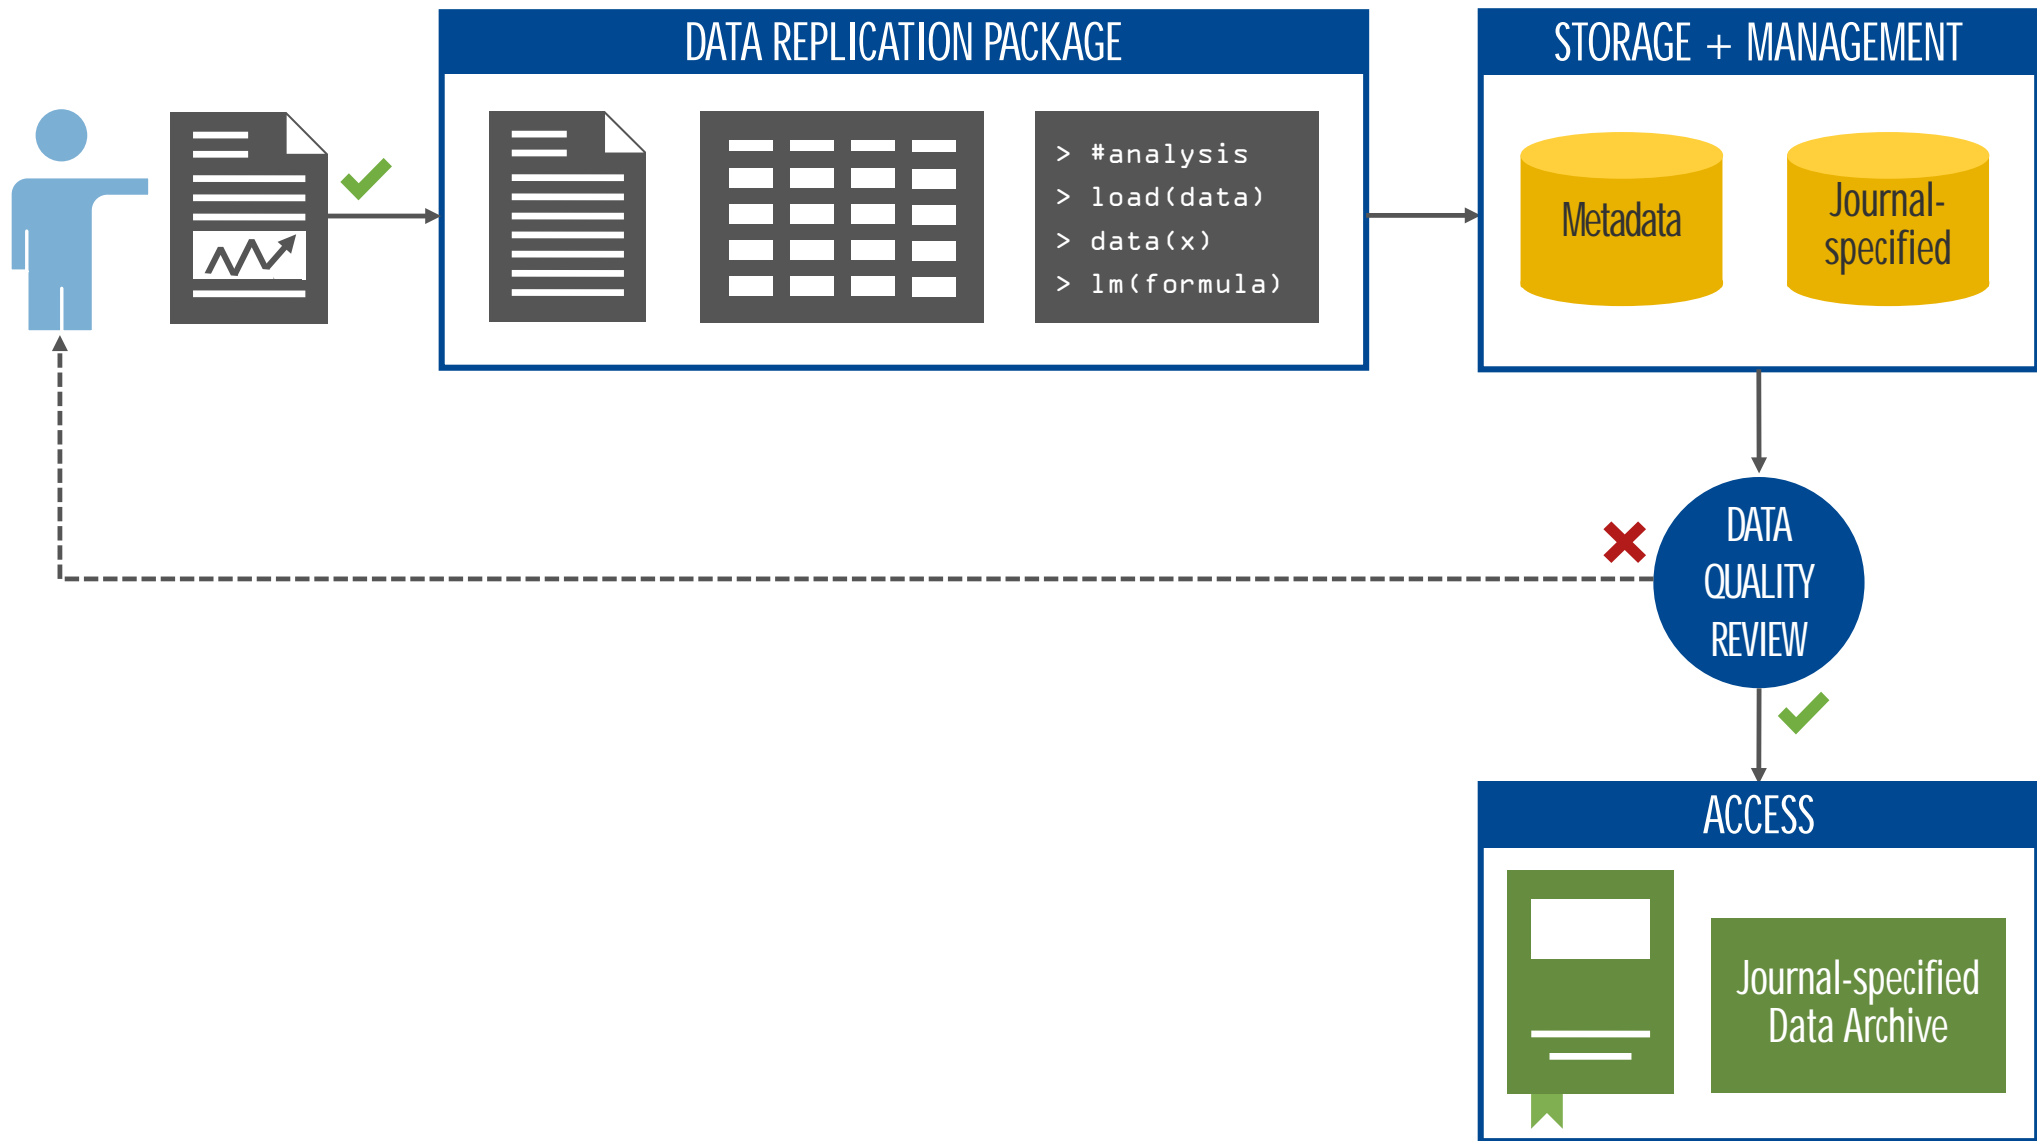 DATA REPLICATION PACKAGE
STORAGE + MANAGEMENT
> #analysis
> load(data)
> data(x)
> lm(formula)
Metadata
Journal-
specified
DATA
QUALITY
REVIEW
ACCESS
Journal-specified
Data Archive